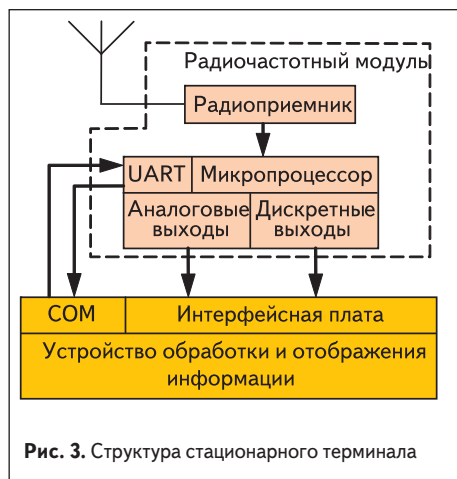 Радиочастотный модуль
Радиоприемник
UART Микропроцессор
Аналоговые выходы
Дискретные выходы
COM Интерфейсная плата
Устройство обработки и отображения
информации
Рис. 3. Структура стационарного терминала